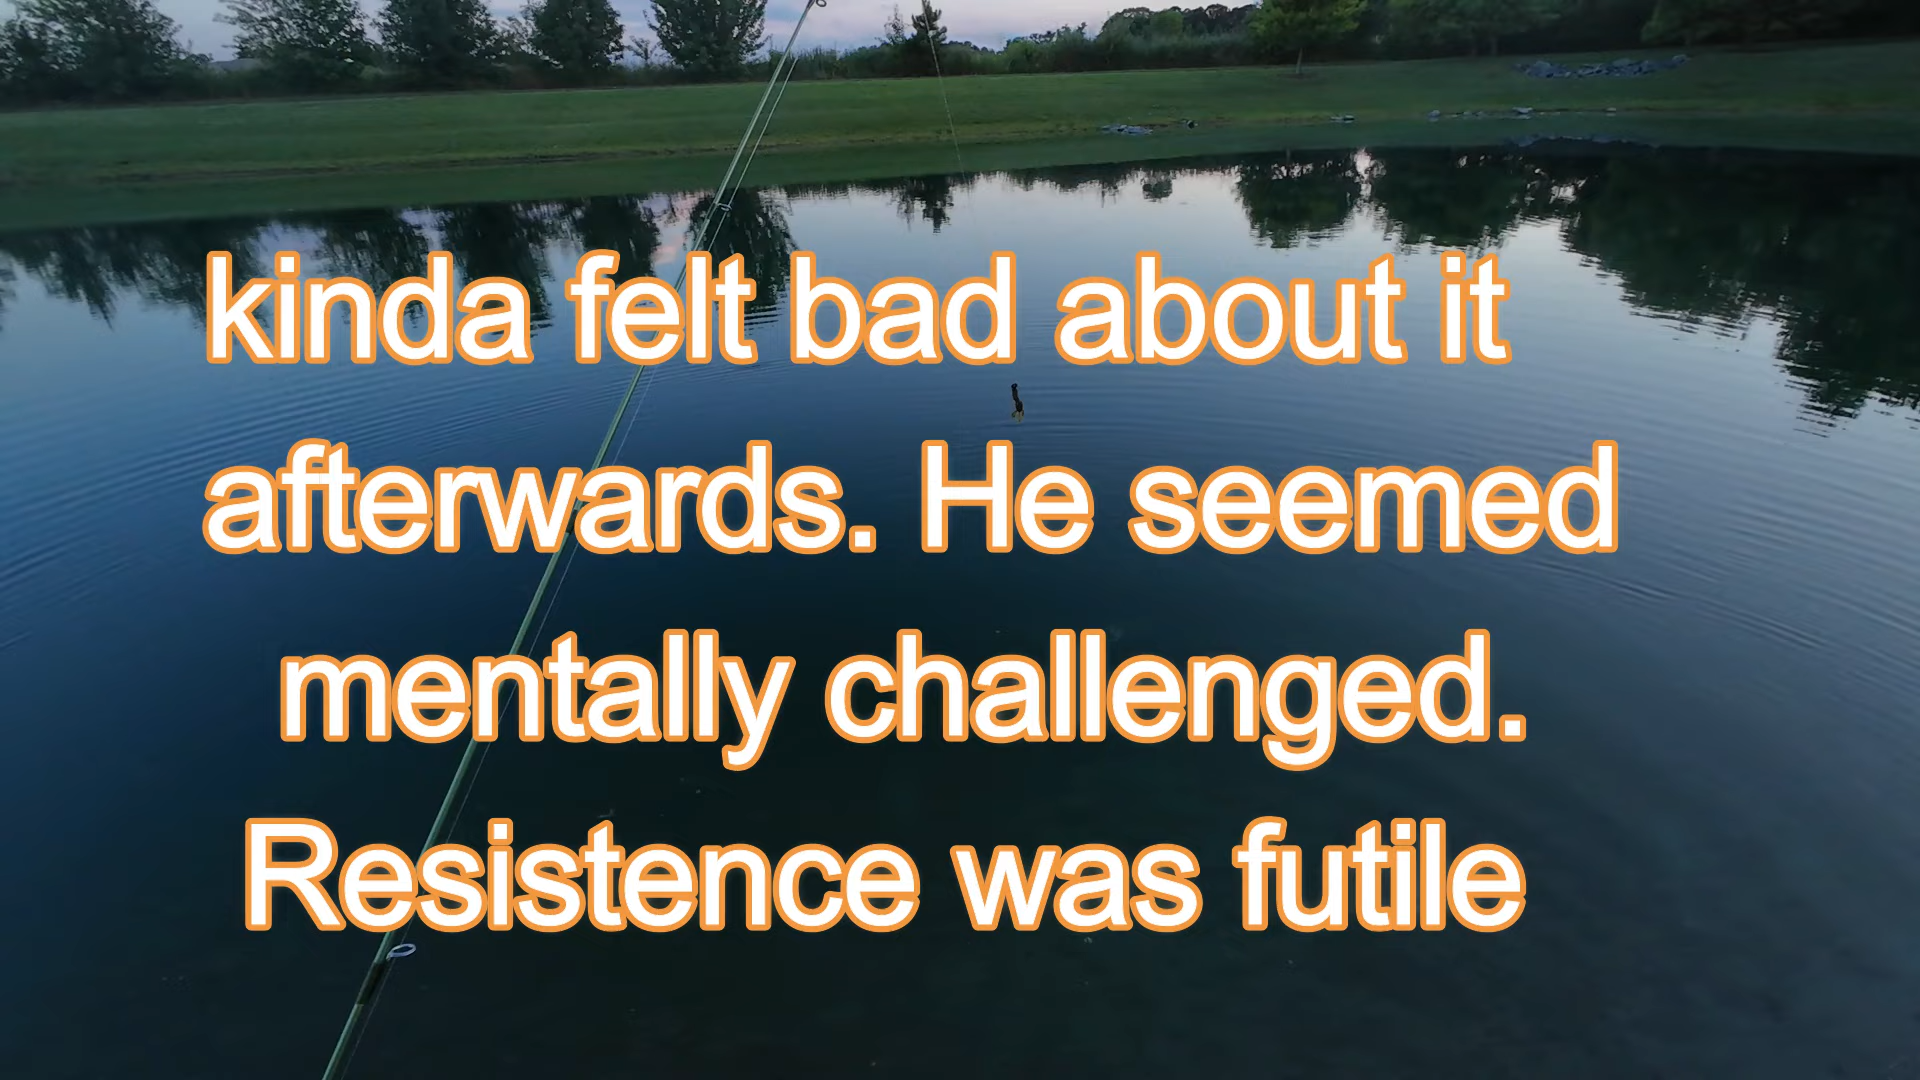 kinda felt bad about it
afterwards. He seemed
mentally challenged.
Resistence was futile